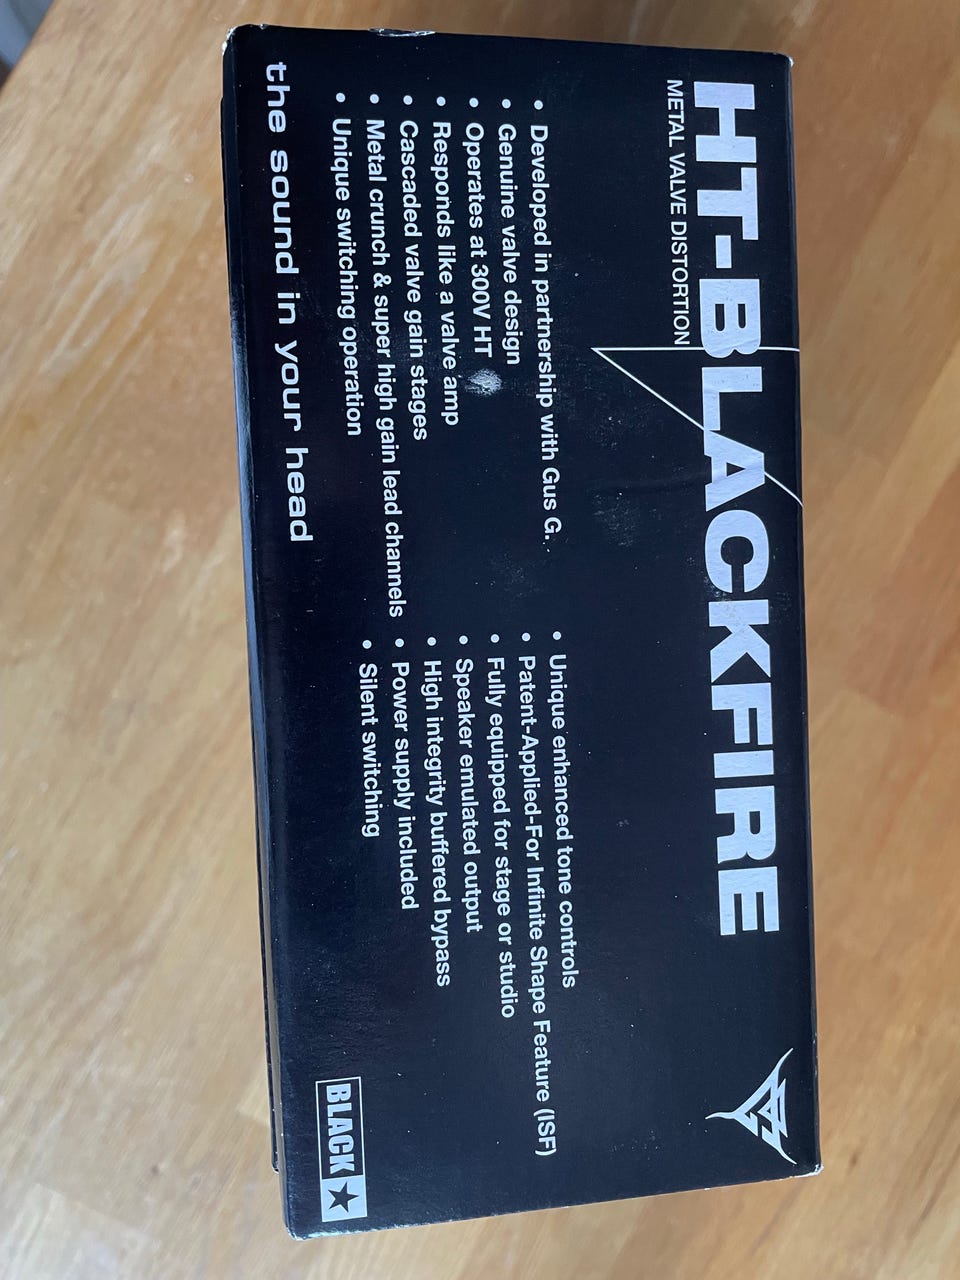 HT-BLACKFIRE
METAL VALVE DISTORTION
• Developed in partnership with Gus G.
• Genuine valve design
• Operates at 300V HT
• Responds like a valve amp
• Cascaded valve gain stages
• Metal crunch & super high gain lead channels
• Unique switching operation
• Unique enhanced tone controls
• Patent-Applied-For Infinite Shape Feature (ISF)
• Fully equipped for stage or studio
• Speaker emulated output
• High integrity buffered bypass
• Power supply included
• Silent switching
the sound in your head
BLACK★